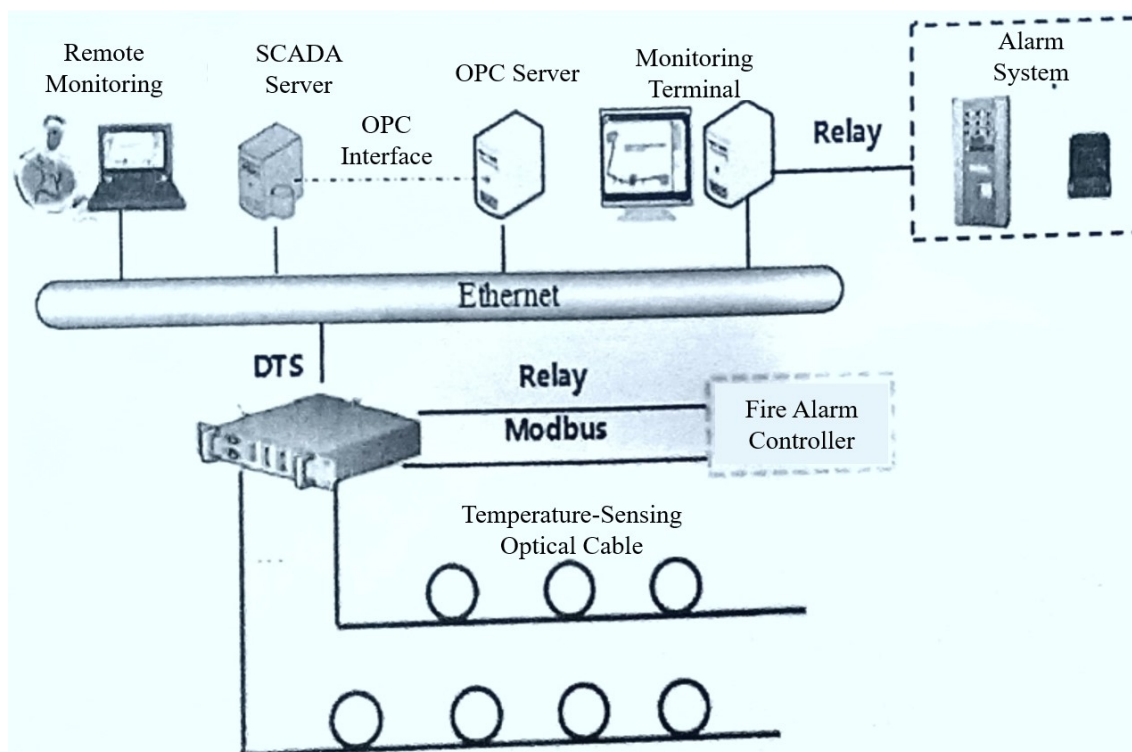 Remote
Monitoring
SCADA
Server
OPC
Interface
OPC Server
Monitoring
Terminal
Relay
Alarm
System
Ethernet
DTS
Relay
Modbus
Fire Alarm
Controller
Temperature-Sensing
Optical Cable
...